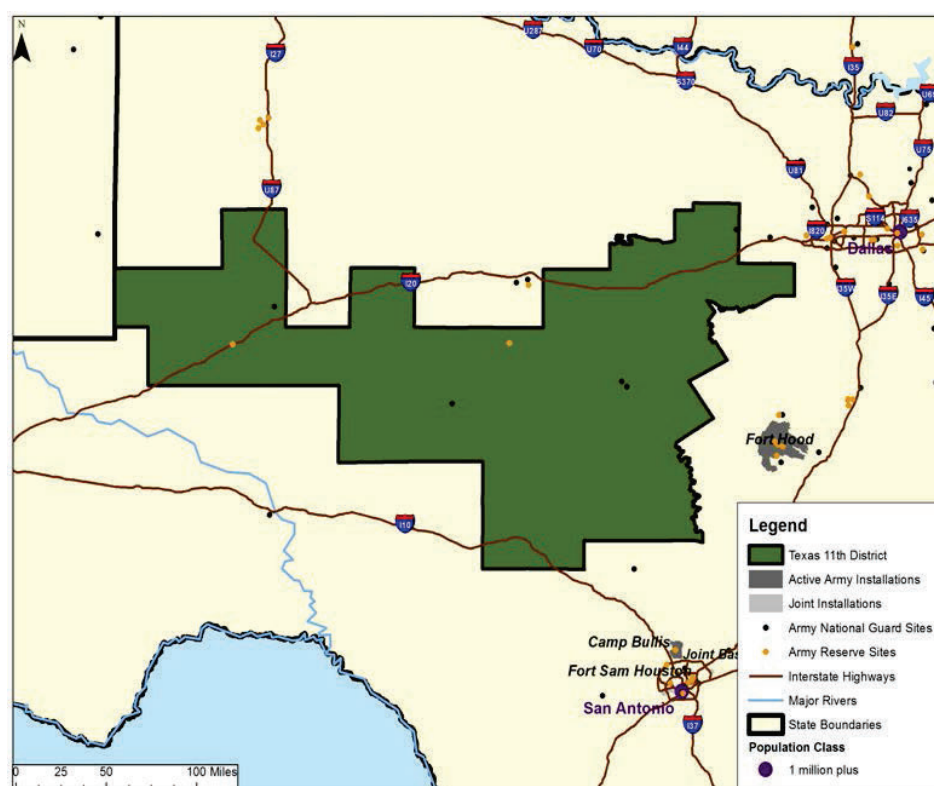 N
I27
U287
U70
I44
S370
I35
U82
U69
U75
U87
U81
I820
S114
I635
Dallas
I20
I35W
I35E
I45
Fort Hood
I10
Camp Bullis
Joint Bas
Fort Sam Houston
San Antonio
I37
Legend
Texas 11th District
Active Army Installations
Joint Installations
Army National Guard Sites
Army Reserve Sites
Interstate Highways
Major Rivers
State Boundaries
Population Class
1 million plus
0 25 50 100 Miles